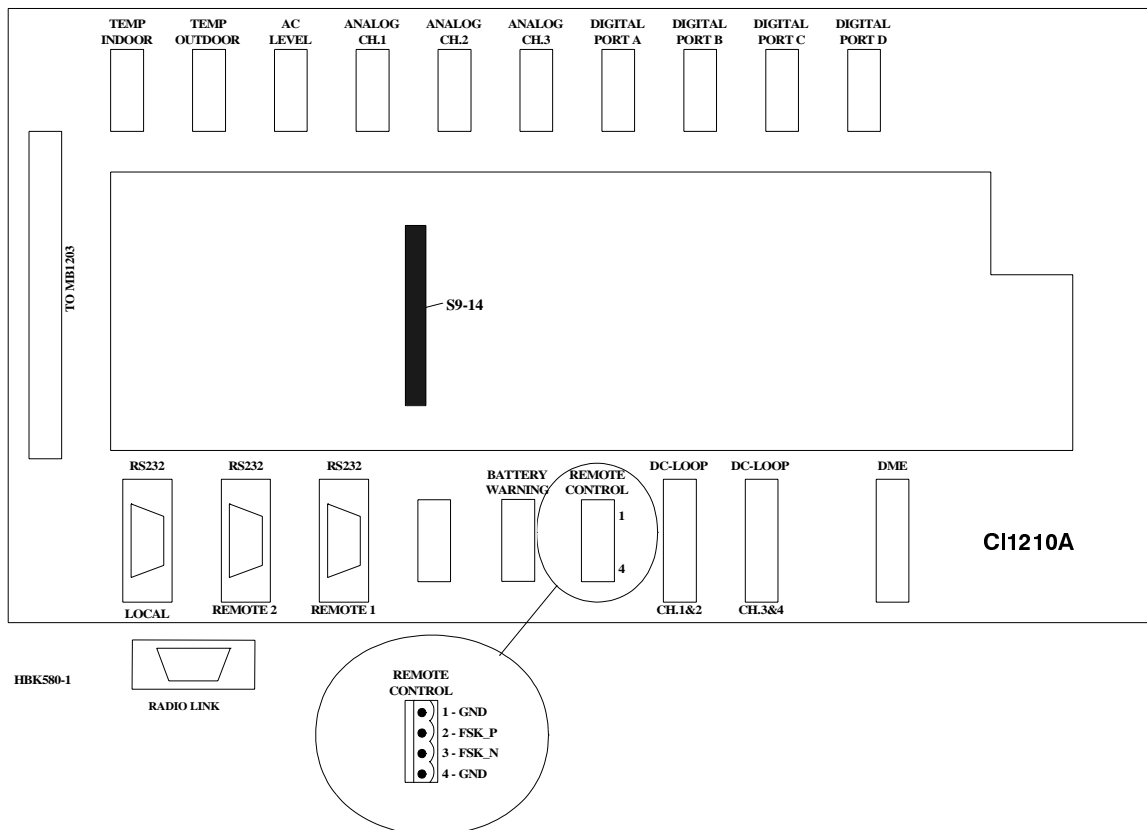 TEMP
INDOOR
TEMP
OUTDOOR
AC
LEVEL
ANALOG
CH.1
ANALOG
CH.2
ANALOG
CH.3
DIGITAL
PORT A
DIGITAL
PORT B
DIGITAL
PORT C
DIGITAL
PORT D
TO MB1203
S9-14
RS232
LOCAL
RS232
REMOTE 2
RS232
REMOTE 1
BATTERY
WARNING
REMOTE
CONTROL
1
4
DC-LOOP
CH.1&2
DC-LOOP
CH.3&4
DME
CI1210A
HBK580-1
RADIO LINK
REMOTE
CONTROL
1 - GND
2 - FSK_P
3 - FSK_N
4 - GND